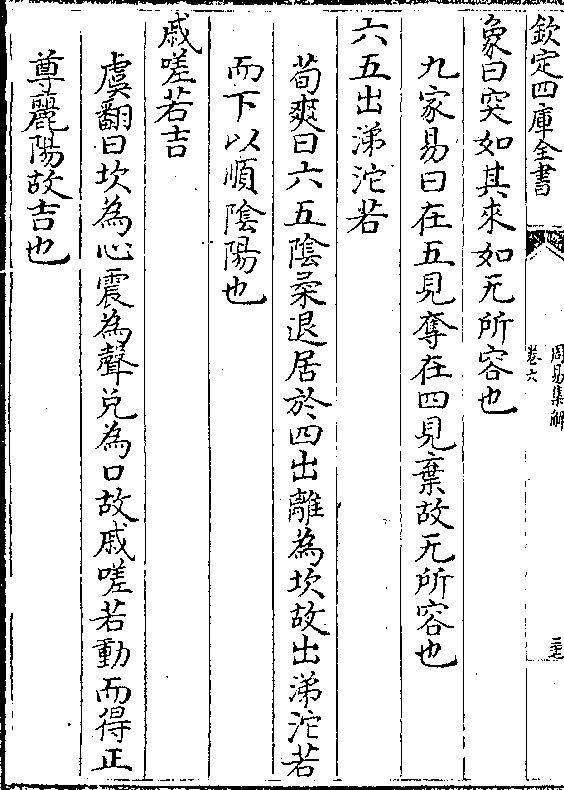 欽定四庫全書
周易集解
卷六
象曰突如其來如无所容也
九家易曰在五見奪在四見棄故无所容也
六五出涕沱若
荀爽曰六五陰柔退居於四出離為坎故出涕沱若
而下以順陰陽也
戚嗟若吉
虞翻曰坎為心震為聲兌為口故戚嗟若動而得正
尊麗陽故吉也